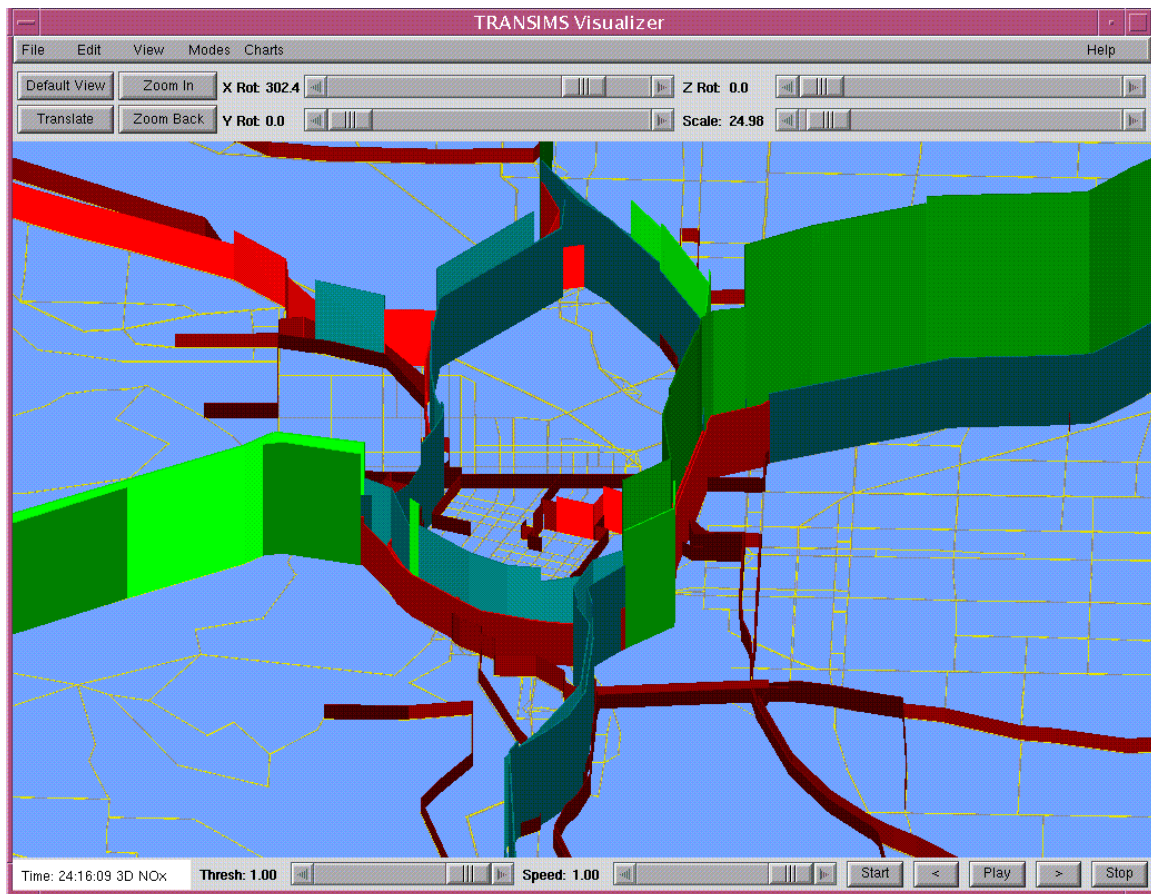 TRANSIMS Visualizer
File Edit View Modes Charts Help
Default View Zoom In X Rot: 302.4 Z Rot: 0.0
Translate Zoom Back Y Rot: 0.0 Scale: 24.98
Time: 24:16:09 3D NOx Thresh: 1.00 Speed: 1.00 Start < Play > Stop